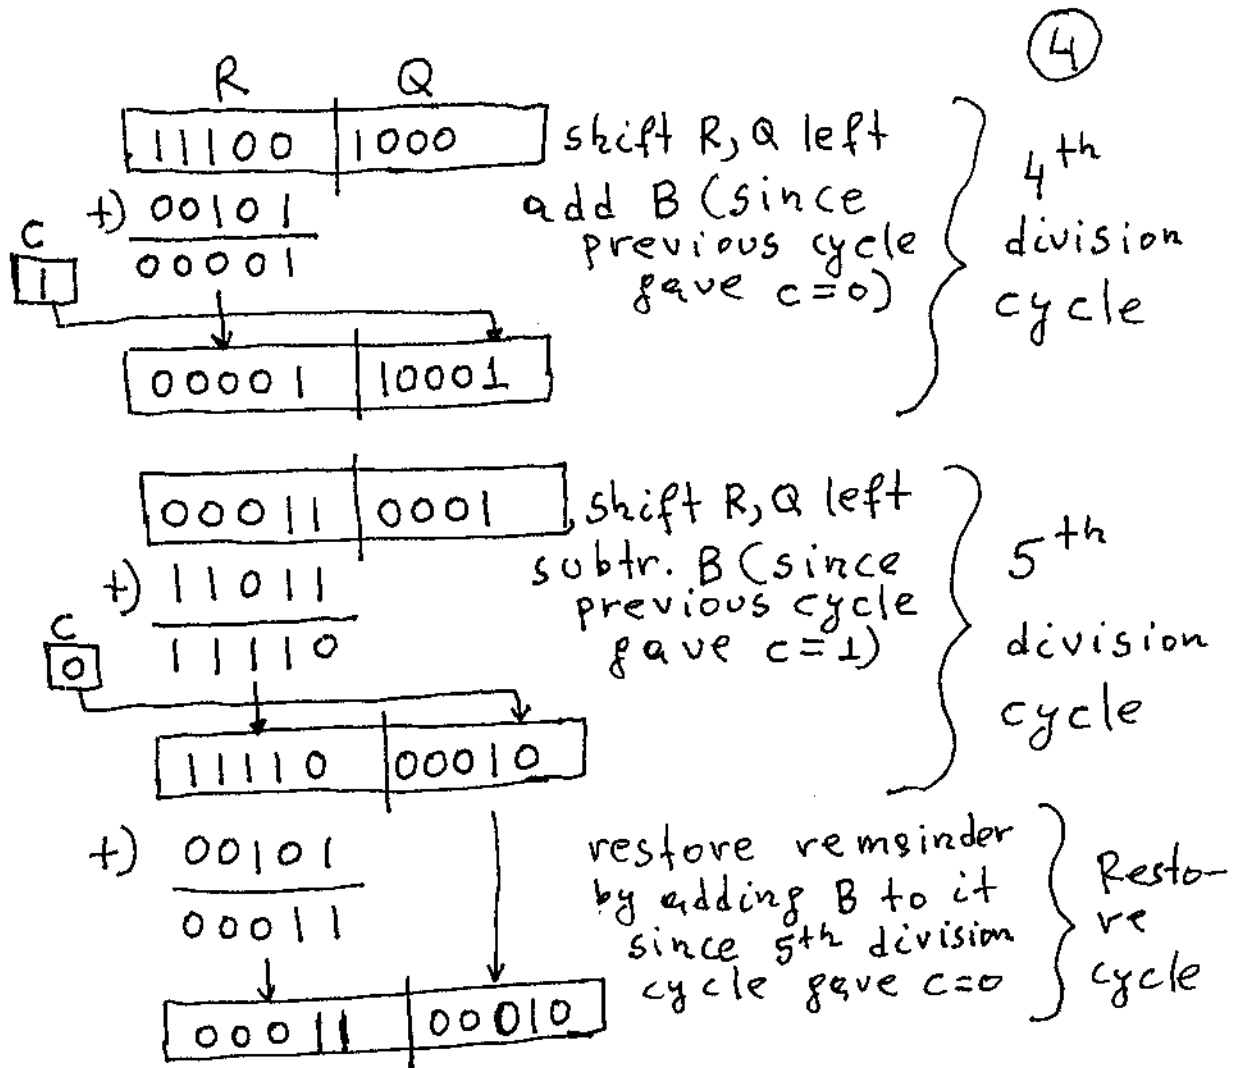 4
R Q
11100 1000 shift R, Q left
+) 00101 add B (since
C 00001 previous cycle
1 gave c=0)
4th
division
cycle
00001 10001
00011 0001 shift R, Q left
+) 11011 subtr. B (since
C 11110 previous cycle
0 gave c=1)
5th
division
cycle
11110 00010
+) 00101 restore remainder
00011 by adding B to it
since 5th division
cycle gave c=0
Resto-
re
cycle
00011 00010